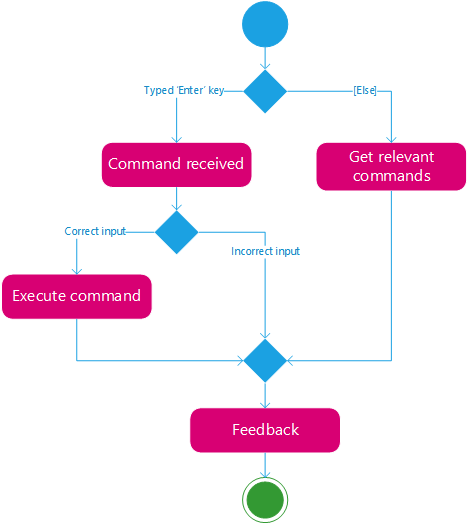 Typed ‘Enter’ key
[Else]
Command received
Get relevant
commands
Correct input
Incorrect input
Execute command
Feedback